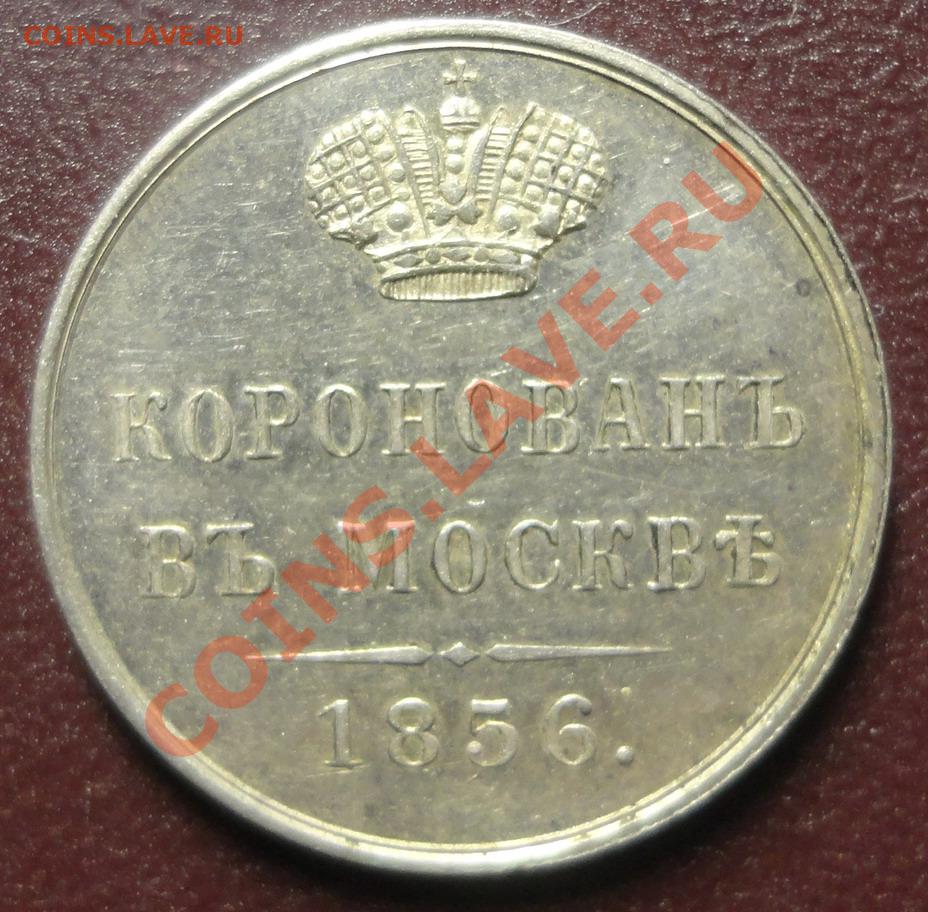 COINS.LAVE.RU
КОРОНОВАНЪ
ВЪ МОСКВѢ
1856.
COINS.LAVE.RU